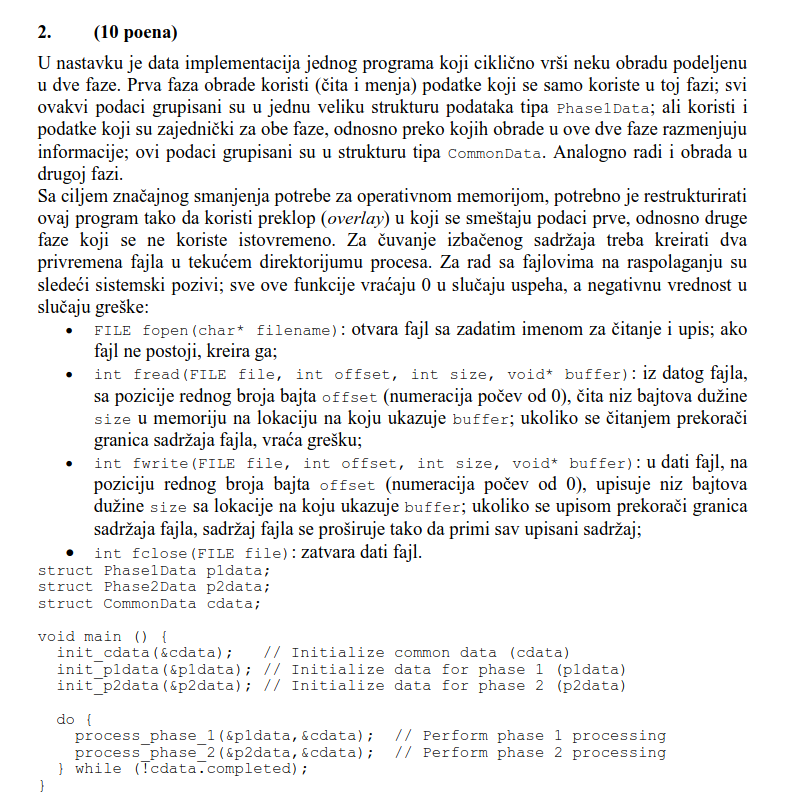 2. (10 poena)
U nastavku je data implementacija jednog programa koji ciklično vrši neku obradu podeljenu
u dve faze. Prva faza obrade koristi (čita i menja) podatke koji se samo koriste u toj fazi; svi
ovakvi podaci grupisani su u jednu veliku strukturu podataka tipa Phase1Data; ali koristi i
podatke koji su zajednički za obe faze, odnosno preko kojih obrade u ove dve faze razmenjuju
informacije; ovi podaci grupisani su u strukturu tipa CommonData. Analogno radi i obrada u
drugoj fazi.
Sa ciljem značajnog smanjenja potrebe za operativnom memorijom, potrebno je restrukturirati
ovaj program tako da koristi preklop (overlay) u koji se smeštaju podaci prve, odnosno druge
faze koji se ne koriste istovremeno. Za čuvanje izbačenog sadržaja treba kreirati dva
privremena fajla u tekućem direktorijumu procesa. Za rad sa fajlovima na raspolaganju su
sledeći sistemski pozivi; sve ove funkcije vraćaju 0 u slučaju uspeha, a negativnu vrednost u
slučaju greške:
• FILE fopen(char* filename): otvara fajl sa zadatim imenom za čitanje i upis; ako
fajl ne postoji, kreira ga;
• int fread(FILE file, int offset, int size, void* buffer): iz datog fajla,
sa pozicije rednog broja bajta offset (numeracija počev od 0), čita niz bajtova dužine
size u memoriju na lokaciju na koju ukazuje buffer; ukoliko se čitanjem prekorači
granica sadržaja fajla, vraća grešku;
• int fwrite(FILE file, int offset, int size, void* buffer): u dati fajl, na
poziciju rednog broja bajta offset (numeracija počev od 0), upisuje niz bajtova
dužine size sa lokacije na koju ukazuje buffer; ukoliko se upisom prekorači granica
sadržaja fajla, sadržaj fajla se proširuje tako da primi sav upisani sadržaj;
• int fclose(FILE file): zatvara dati fajl.
struct Phase1Data p1data;
struct Phase2Data p2data;
struct CommonData cdata;
void main () {
init_cdata(&cdata); // Initialize common data (cdata)
init_p1data(&p1data); // Initialize data for phase 1 (p1data)
init_p2data(&p2data); // Initialize data for phase 2 (p2data)
do {
process_phase_1(&p1data,&cdata); // Perform phase 1 processing
process_phase_2(&p2data,&cdata); // Perform phase 2 processing
} while (!cdata.completed);
}